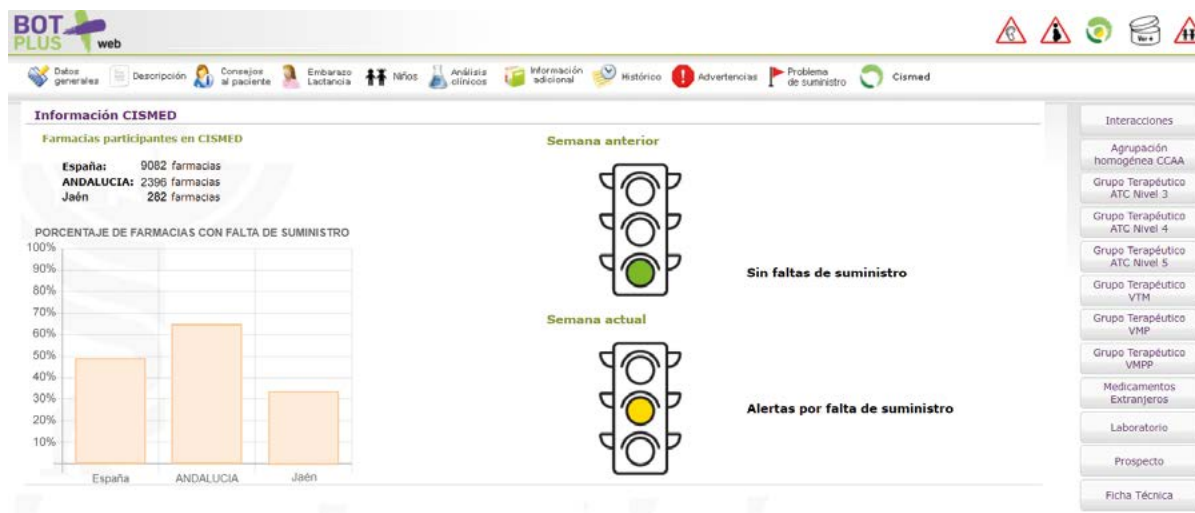 BOT
PLUS web
Ver +
Datos
generales
Descripción
Consejos
al paciente
Embarazo
Lactancia
Niños
Análisis
clínicos
Información
adicional
Histórico
Advertencias
Problema
de suministro
Cismed
Información CISMED
Farmacias participantes en CISMED
España: 9082 farmacias
ANDALUCIA: 2396 farmacias
Jaén 262 farmacias
PORCENTAJE DE FARMACIAS CON FALTA DE SUMINISTRO
100%
90%
80%
70%
60%
50%
40%
30%
20%
10%
España ANDALUCIA Jaén
Semana anterior
Sin faltas de suministro
Semana actual
Alertas por falta de suministro
Interacciones
Agrupación
homogénea CCAA
Grupo Terapéutico
ATC Nivel 3
Grupo Terapéutico
ATC Nivel 4
Grupo Terapéutico
ATC Nivel 5
Grupo Terapéutico
VTM
Grupo Terapéutico
VMP
Grupo Terapéutico
VMPP
Medicamentos
Extranjeros
Laboratorio
Prospecto
Ficha Técnica